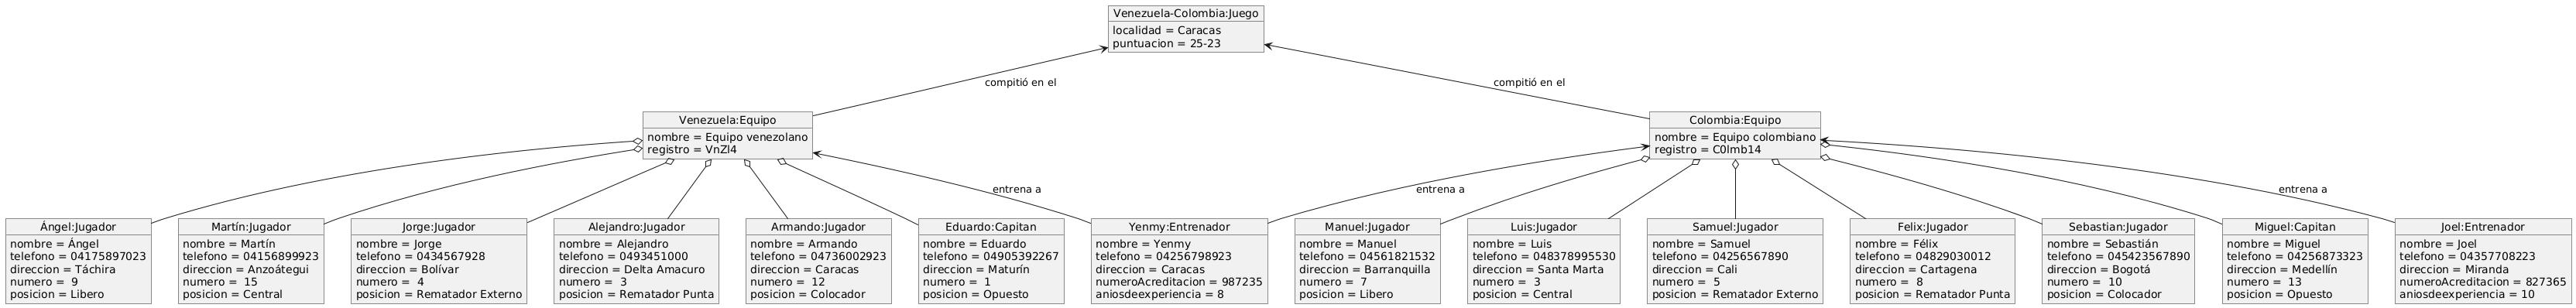 Venezuela-Colombia:Juego
localidad = Caracas
puntuacion = 25-23
compitió en el
compitió en el
Venezuela:Equipo
nombre = Equipo venezolano
registro = VnZl4
Colombia:Equipo
nombre = Equipo colombiano
registro = C0lmb14
entrena a
entrena a
entrena a
Ángel:Jugador
nombre = Ángel
telefono = 04175897023
direccion = Táchira
numero =  9
posicion = Libero
Martín:Jugador
nombre = Martín
telefono = 04156899923
direccion = Anzoátegui
numero =  15
posicion = Central
Jorge:Jugador
nombre = Jorge
telefono = 0434567928
direccion = Bolívar
numero =  4
posicion = Rematador Externo
Alejandro:Jugador
nombre = Alejandro
telefono = 0493451000
direccion = Delta Amacuro
numero =  3
posicion = Rematador Punta
Armando:Jugador
nombre = Armando
telefono = 04736002923
direccion = Caracas
numero =  12
posicion = Colocador
Eduardo:Capitan
nombre = Eduardo
telefono = 04905392267
direccion = Maturín
numero =  1
posicion = Opuesto
Yenmy:Entrenador
nombre = Yenmy
telefono = 04256798923
direccion = Caracas
numeroAcreditacion = 987235
aniosdeexperiencia = 8
Manuel:Jugador
nombre = Manuel
telefono = 04561821532
direccion = Barranquilla
numero =  7
posicion = Libero
Luis:Jugador
nombre = Luis
telefono = 048378995530
direccion = Santa Marta
numero =  3
posicion = Central
Samuel:Jugador
nombre = Samuel
telefono = 04256567890
direccion = Cali
numero =  5
posicion = Rematador Externo
Felix:Jugador
nombre = Félix
telefono = 04829030012
direccion = Cartagena
numero =  8
posicion = Rematador Punta
Sebastian:Jugador
nombre = Sebastián
telefono = 045423567890
direccion = Bogotá
numero =  10
posicion = Colocador
Miguel:Capitan
nombre = Miguel
telefono = 04256873323
direccion = Medellín
numero =  13
posicion = Opuesto
Joel:Entrenador
nombre = Joel
telefono = 04357708223
direccion = Miranda
numeroAcreditacion = 827365
aniosdeexperiencia = 10